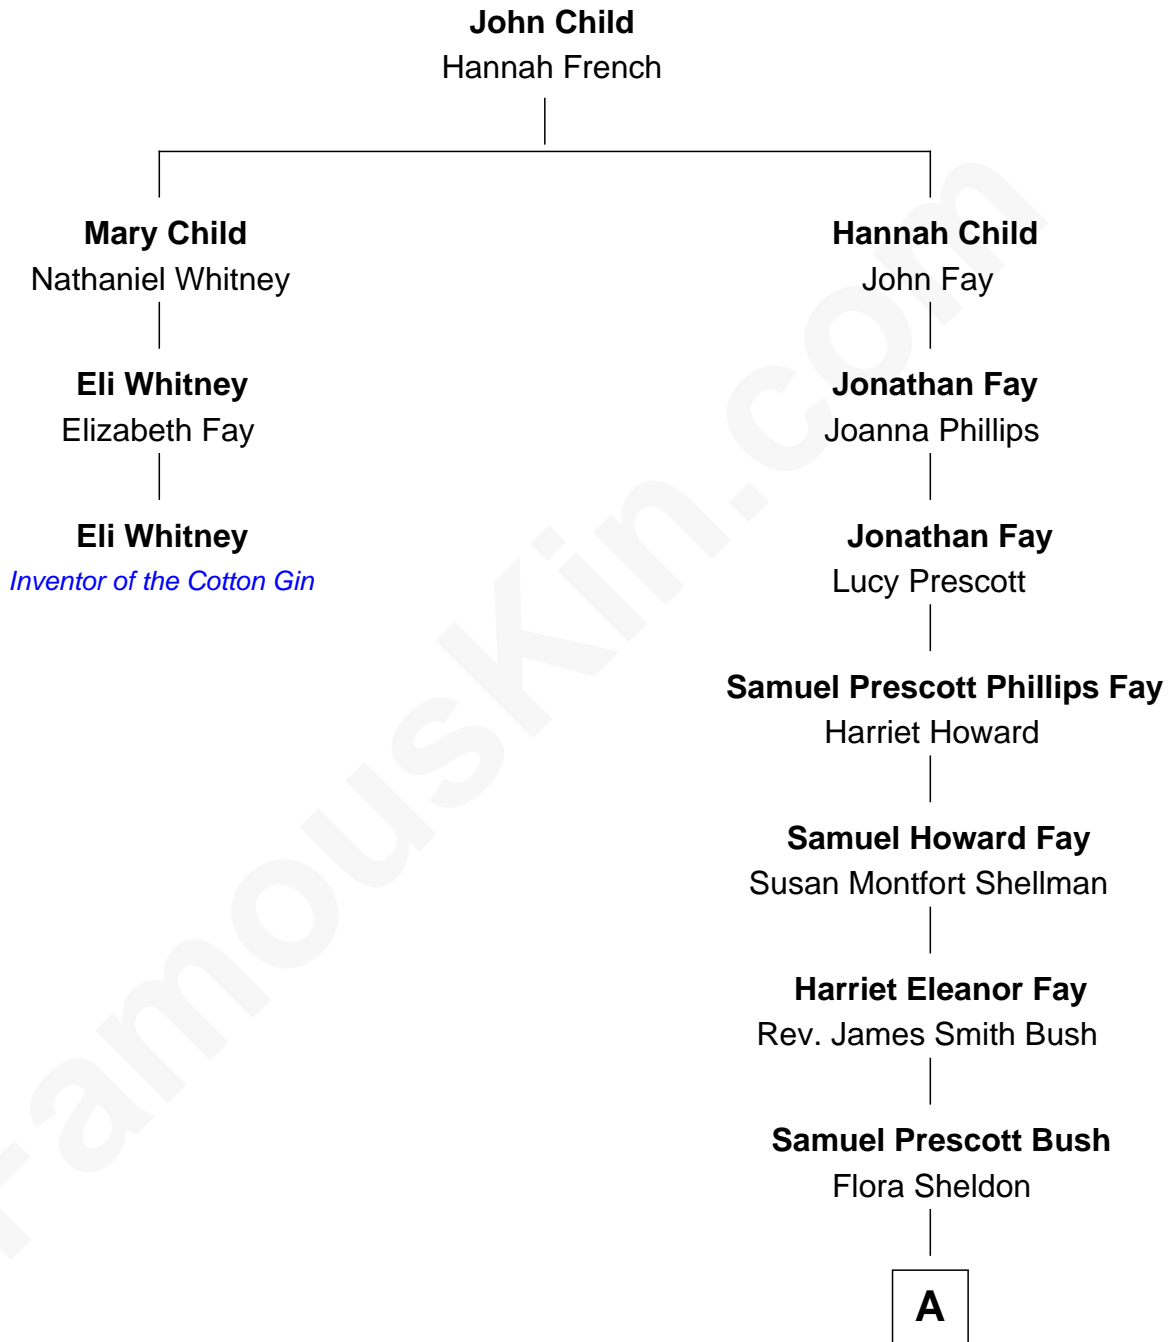 John Child
Hannah French
Mary Child
Nathaniel Whitney
Hannah Child
John Fay
Eli Whitney
Elizabeth Fay
Jonathan Fay
Joanna Phillips
Eli Whitney
Inventor of the Cotton Gin
Jonathan Fay
Lucy Prescott
Samuel Prescott Phillips Fay
Harriet Howard
Samuel Howard Fay
Susan Montfort Shellman
Harriet Eleanor Fay
Rev. James Smith Bush
Samuel Prescott Bush
Flora Sheldon
A
FamousKin.com